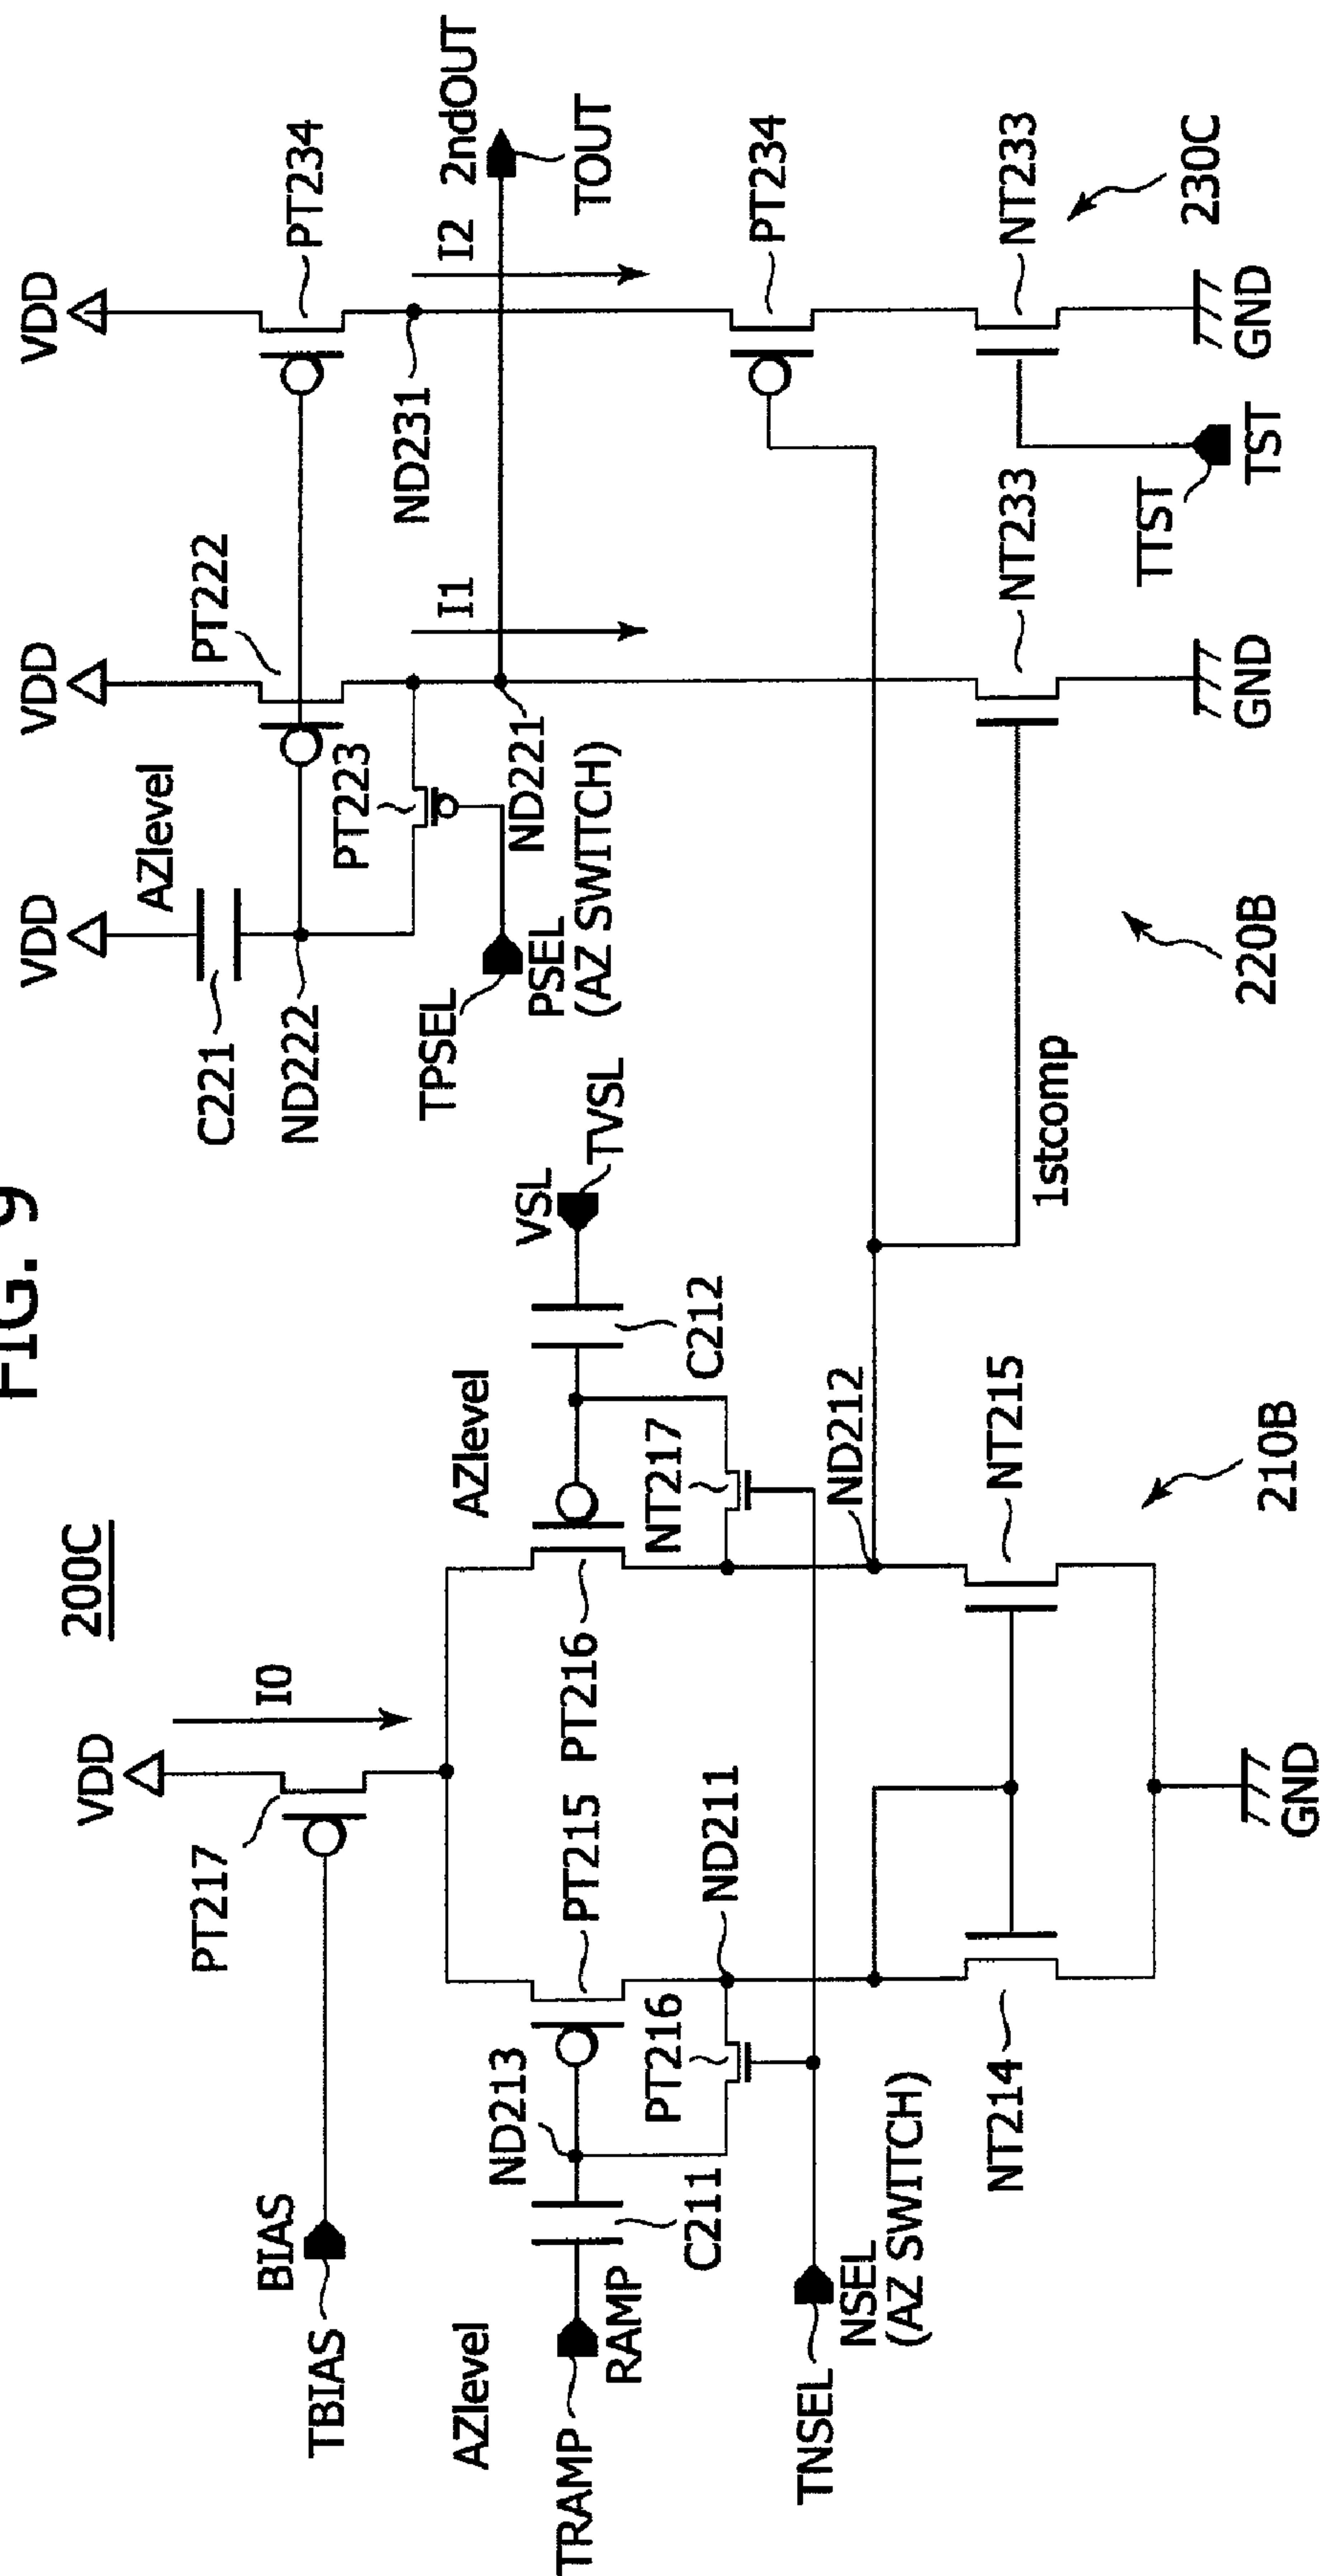 FIG. 9
200C
VDD
I0
PT217
BIAS
TBIAS
AZlevel
TRAMP
RAMP
C211
ND213
PT215
PT216
PT216
ND211
AZlevel
VSL
TVSL
C212
NT217
ND212
TNSEL
NSEL
(AZ SWITCH)
NT214
NT215
GND
210B
VDD
AZlevel
C221
ND222
VDD
PT222
PT223
TPSEL
PSEL
(AZ SWITCH)
ND221
I1
VDD
PT234
ND231
I2
2ndOUT
TOUT
PT234
1stcomp
NT233
GND
220B
NT233
TTST
TST
GND
230C